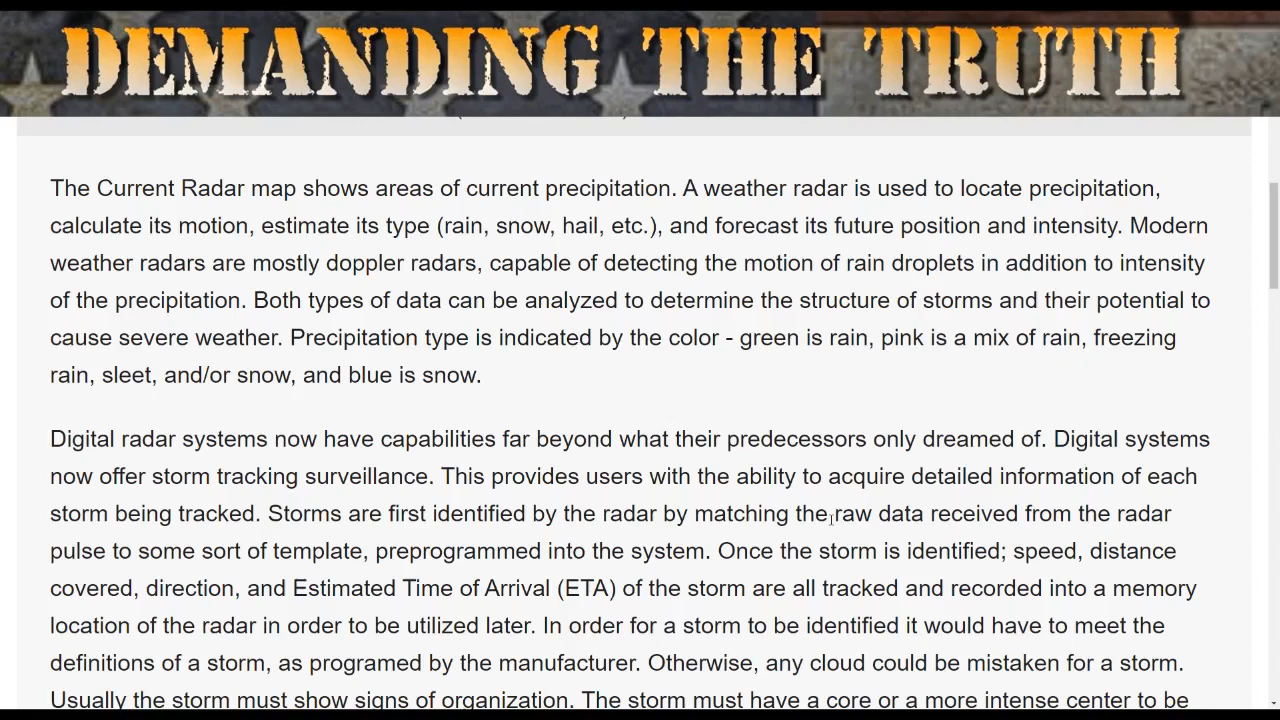 DEMANDING THE TRUTH
The Current Radar map shows areas of current precipitation. A weather radar is used to locate precipitation,
calculate its motion, estimate its type (rain, snow, hail, etc.), and forecast its future position and intensity. Modern
weather radars are mostly doppler radars, capable of detecting the motion of rain droplets in addition to intensity
of the precipitation. Both types of data can be analyzed to determine the structure of storms and their potential to
cause severe weather. Precipitation type is indicated by the color - green is rain, pink is a mix of rain, freezing
rain, sleet, and/or snow, and blue is snow.
Digital radar systems now have capabilities far beyond what their predecessors only dreamed of. Digital systems
now offer storm tracking surveillance. This provides users with the ability to acquire detailed information of each
storm being tracked. Storms are first identified by the radar by matching the raw data received from the radar
pulse to some sort of template, preprogrammed into the system. Once the storm is identified; speed, distance
covered, direction, and Estimated Time of Arrival (ETA) of the storm are all tracked and recorded into a memory
location of the radar in order to be utilized later. In order for a storm to be identified it would have to meet the
definitions of a storm, as programed by the manufacturer. Otherwise, any cloud could be mistaken for a storm.
Usually the storm must show signs of organization. The storm must have a core or a more intense center to be